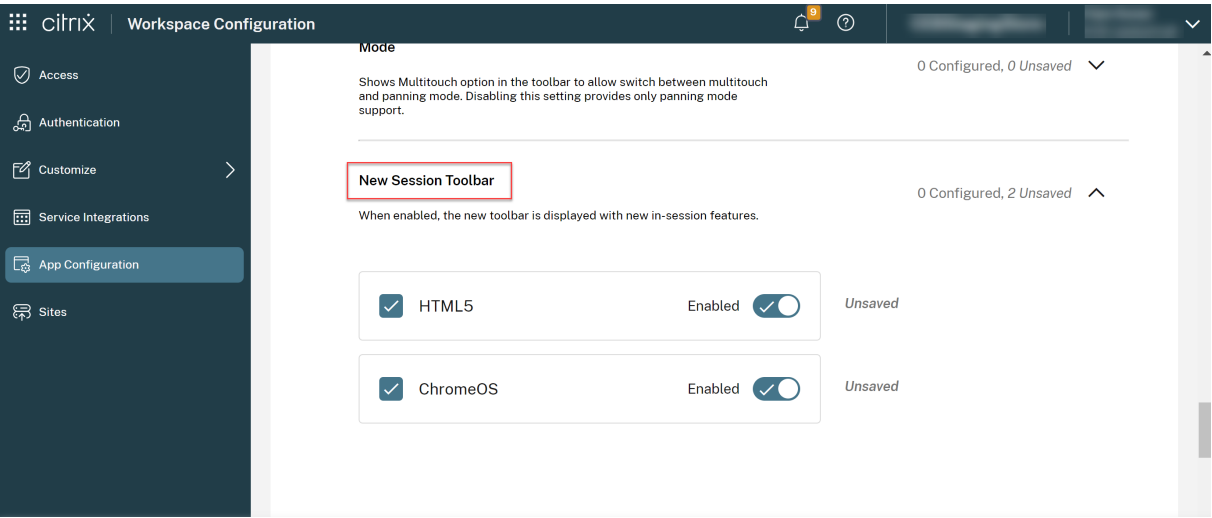 citrix
Workspace Configuration
9
Access
Authentication
Customize
Service Integrations
App Configuration
Sites
Mode
Shows Multitouch option in the toolbar to allow switch between multitouch
and panning mode. Disabling this setting provides only panning mode
support.
0 Configured, 0 Unsaved
New Session Toolbar
0 Configured, 2 Unsaved
When enabled, the new toolbar is displayed with new in-session features.
HTML5 Enabled Unsaved
ChromeOS Enabled Unsaved